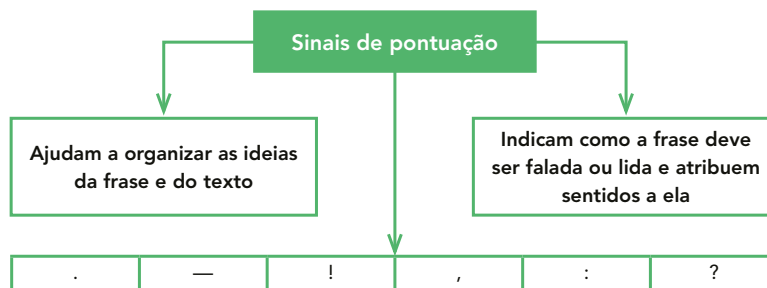 Sinais de pontuação
Ajudam a organizar as ideias
da frase e do texto
Indicam como a frase deve
ser falada ou lida e atribuem
sentidos a ela
. — ! , : ?